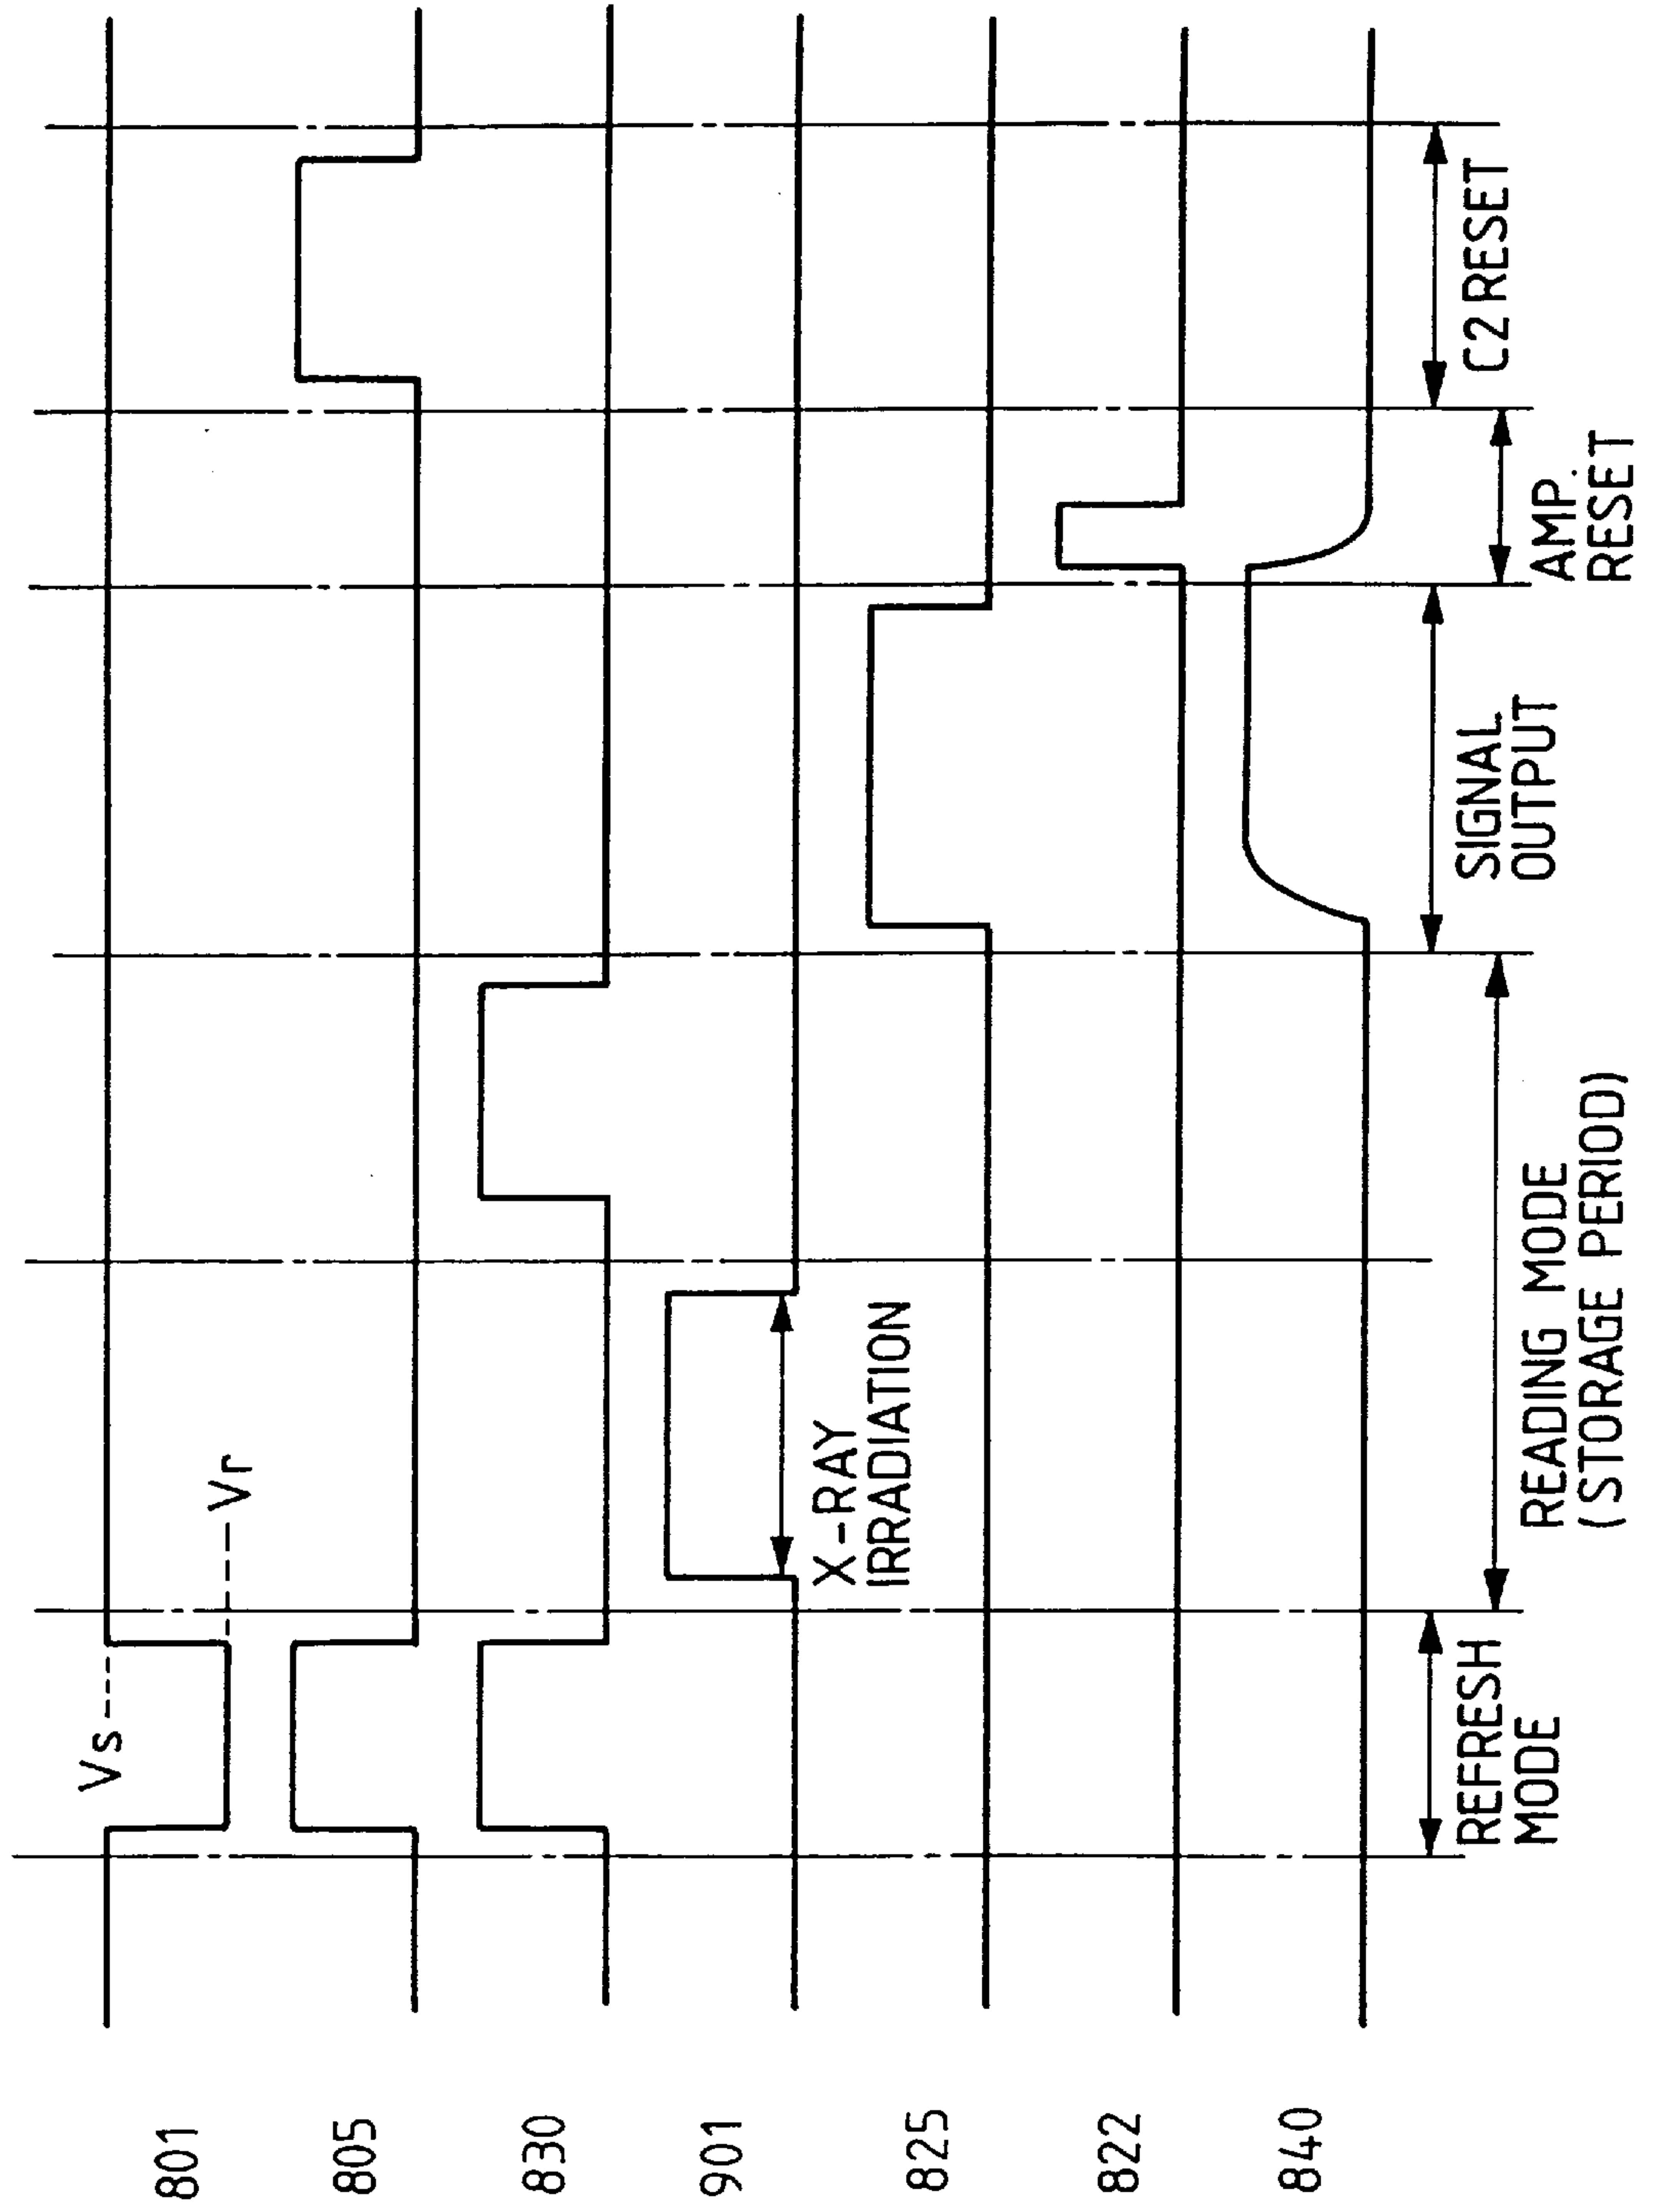 801
Vs
Vr
805
830
901
X-RAY
IRRADIATION
825
822
840
REFRESH
MODE
READING MODE
(STORAGE PERIOD)
SIGNAL
OUTPUT
AMP.
RESET
C2 RESET